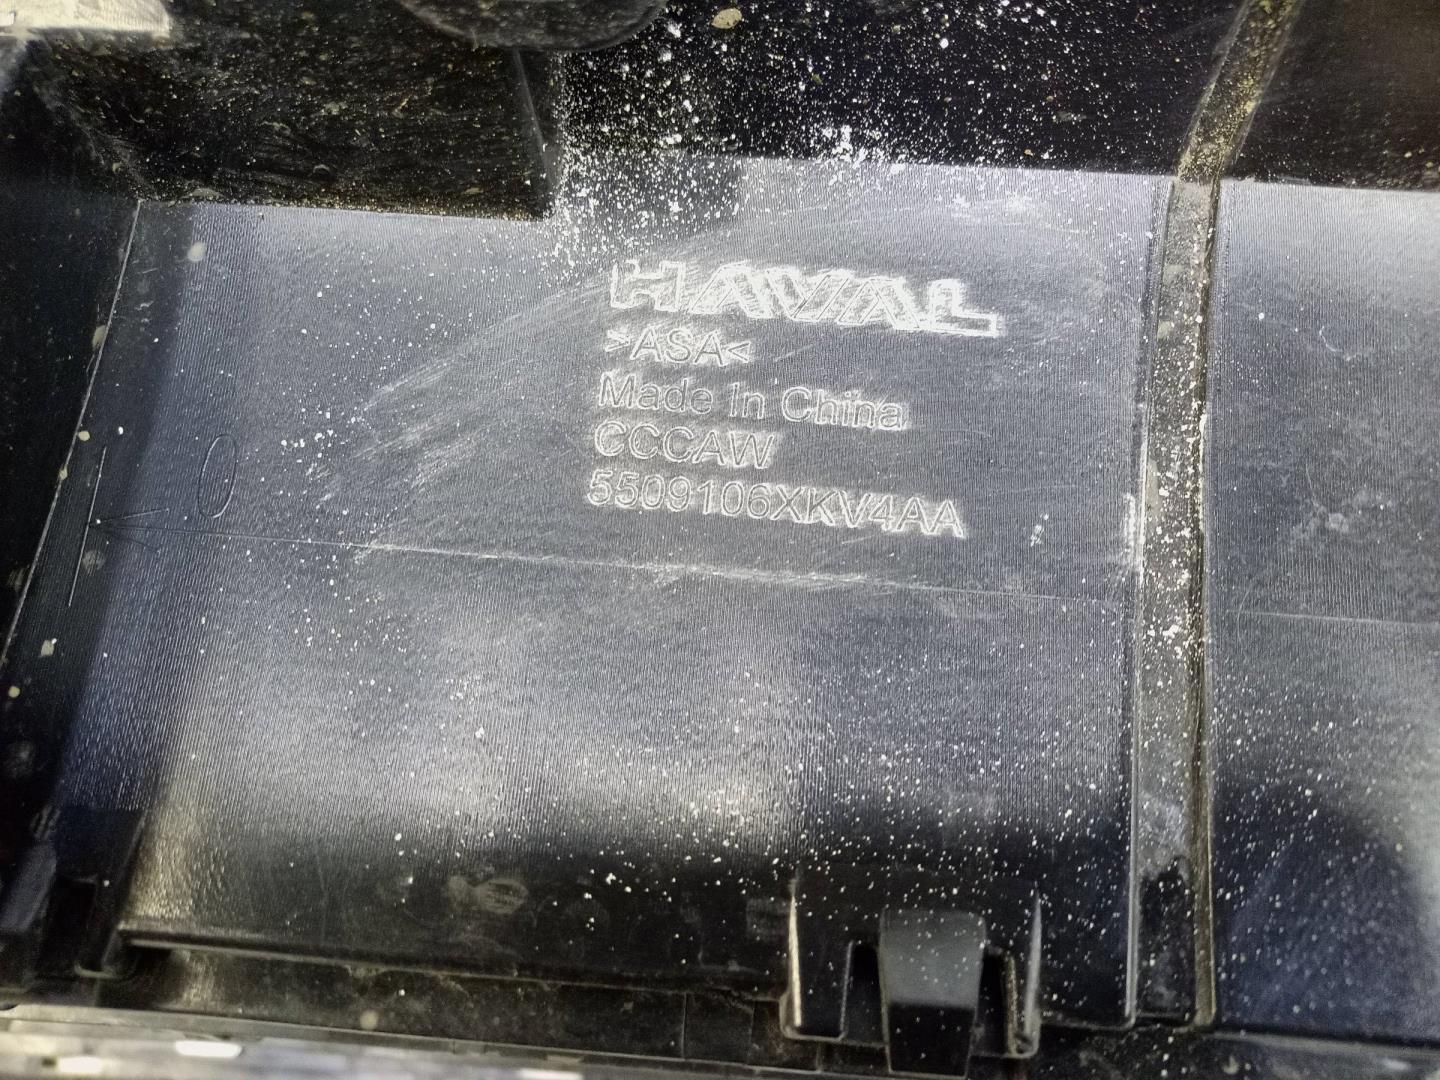 HAVAL
>ASA<
Made In China
CCCAW
5509106XKV4AA